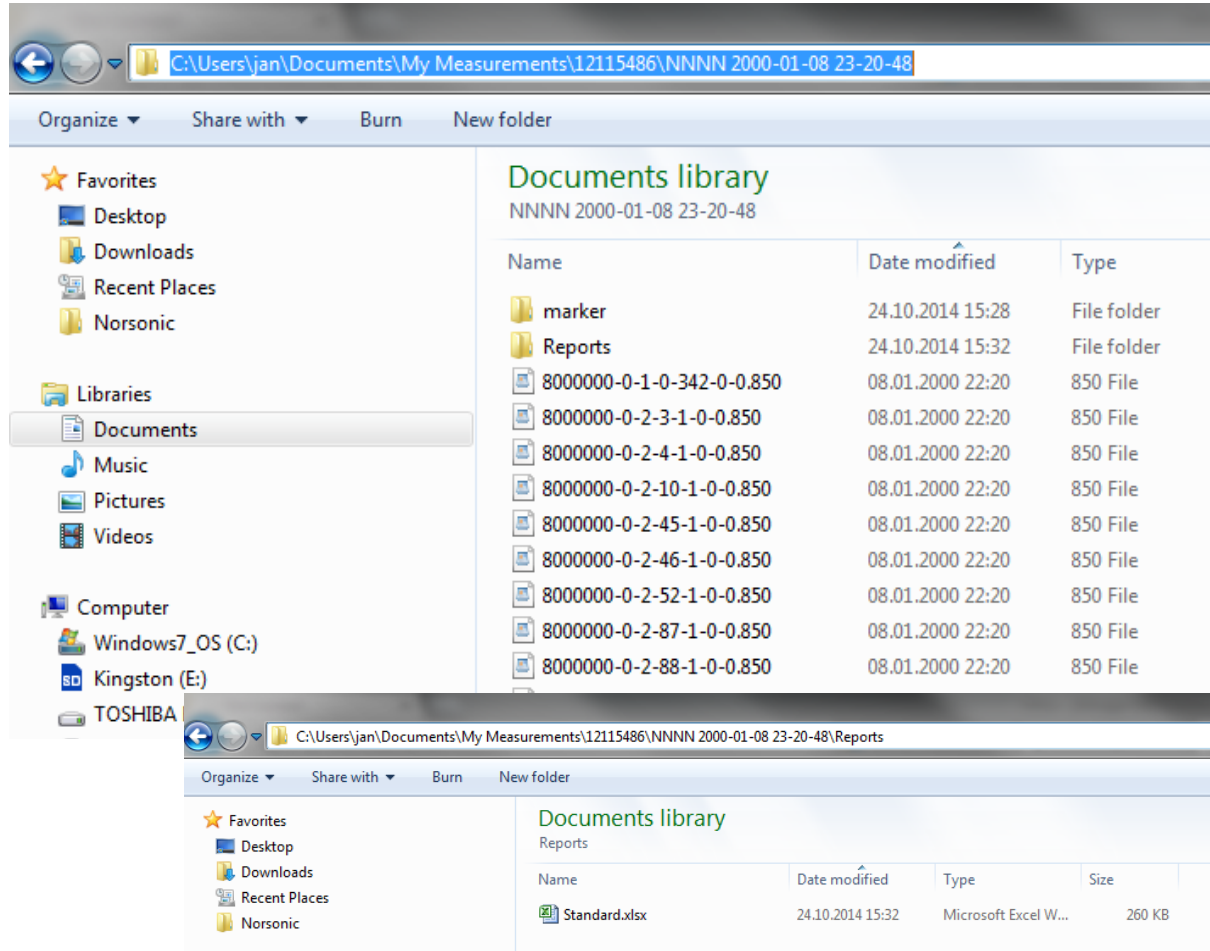 C:\Users\jan\Documents\My Measurements\12115486\NNNN 2000-01-08 23-20-48
Organize Share with Burn New folder
Favorites
Desktop
Downloads
Recent Places
Norsonic
Libraries
Documents
Music
Pictures
Videos
Computer
Windows7_OS (C:)
SD Kingston (E:)
TOSHIBA
Documents library
NNNN 2000-01-08 23-20-48
Name Date modified Type
marker 24.10.2014 15:28 File folder
Reports 24.10.2014 15:32 File folder
8000000-0-1-0-342-0-0.850 08.01.2000 22:20 850 File
8000000-0-2-3-1-0-0.850 08.01.2000 22:20 850 File
8000000-0-2-4-1-0-0.850 08.01.2000 22:20 850 File
8000000-0-2-10-1-0-0.850 08.01.2000 22:20 850 File
8000000-0-2-45-1-0-0.850 08.01.2000 22:20 850 File
8000000-0-2-46-1-0-0.850 08.01.2000 22:20 850 File
8000000-0-2-52-1-0-0.850 08.01.2000 22:20 850 File
8000000-0-2-87-1-0-0.850 08.01.2000 22:20 850 File
8000000-0-2-88-1-0-0.850 08.01.2000 22:20 850 File
C:\Users\jan\Documents\My Measurements\12115486\NNNN 2000-01-08 23-20-48\Reports
Organize Share with Burn New folder
Favorites
Desktop
Downloads
Recent Places
Norsonic
Documents library
Reports
Name Date modified Type Size
Standard.xlsx 24.10.2014 15:32 Microsoft Excel W... 260 KB